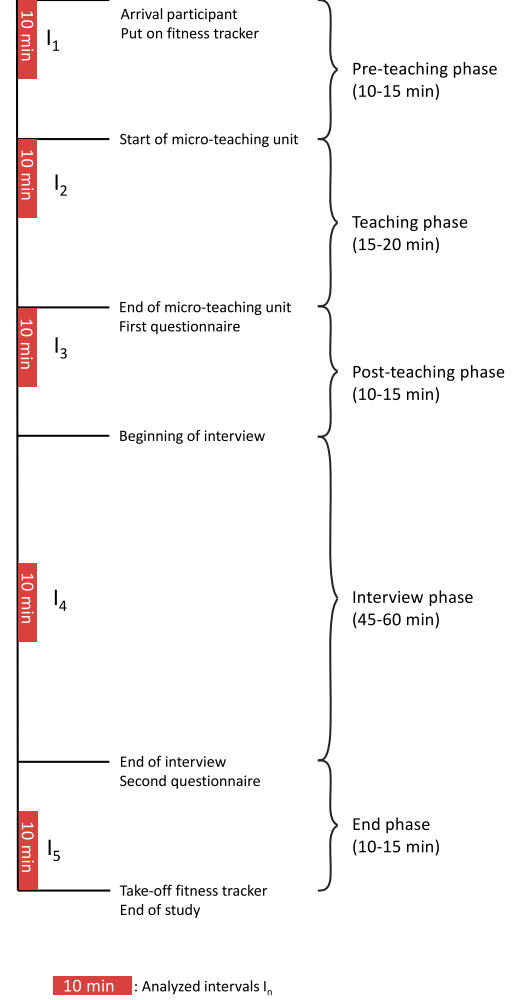 Arrival participant
Put on fitness tracker
10 min
I1
Pre-teaching phase
(10-15 min)
Start of micro-teaching unit
10 min
I2
Teaching phase
(15-20 min)
End of micro-teaching unit
First questionnaire
10 min
I3
Post-teaching phase
(10-15 min)
Beginning of interview
10 min
I4
Interview phase
(45-60 min)
End of interview
Second questionnaire
10 min
I5
End phase
(10-15 min)
Take-off fitness tracker
End of study
10 min : Analyzed intervals In